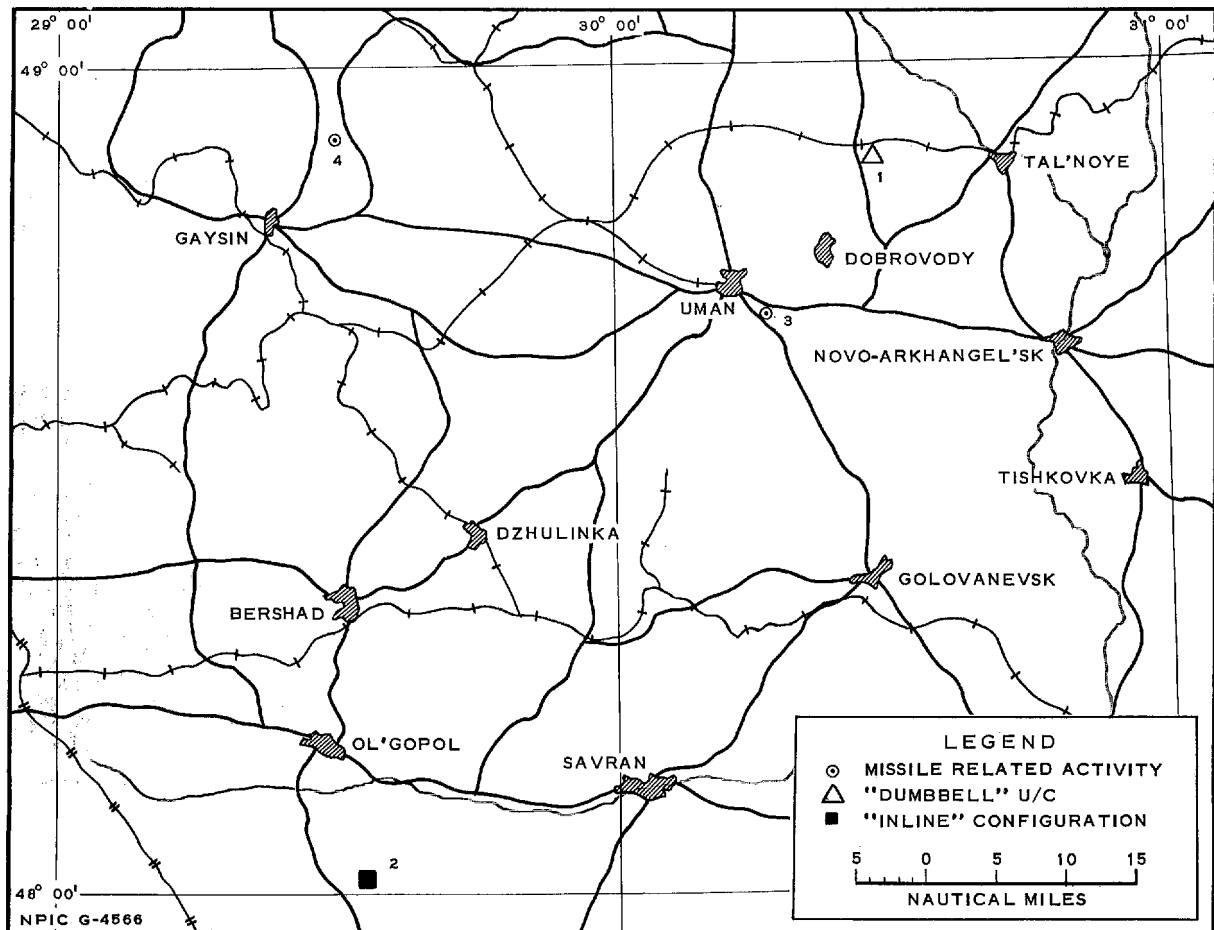 29° 00'
30° 00'
31° 00'
49° 00'
4
1
TAL'NOYE
GAYSIN
DOBROVODY
UMAN
3
NOVO-ARKHANGEL'SK
TISHKOVKA
DZHULINKA
GOLOVANEVSK
BERSHAD
OL'GOPOL
SAVRAN
2
48° 00'
NPIC G-4566
LEGEND
MISSILE RELATED ACTIVITY
"DUMBBELL" U/C
"INLINE" CONFIGURATION
5 0 5 10 15
NAUTICAL MILES